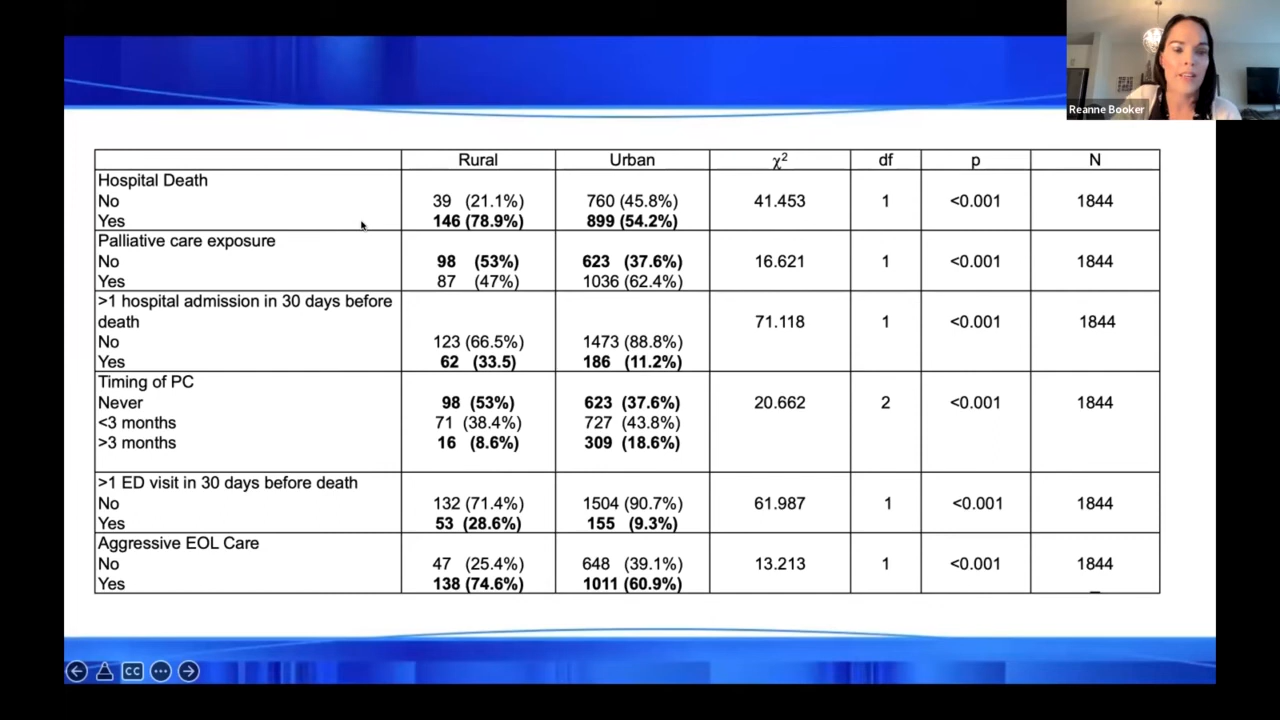 Reanne Booker
Rural Urban χ² df p N
Hospital Death
No 39 (21.1%) 760 (45.8%) 41.453 1 <0.001 1844
Yes 146 (78.9%) 899 (54.2%)
Palliative care exposure
No 98 (53%) 623 (37.6%) 16.621 1 <0.001 1844
Yes 87 (47%) 1036 (62.4%)
>1 hospital admission in 30 days before
death 71.118 1 <0.001 1844
No 123 (66.5%) 1473 (88.8%)
Yes 62 (33.5) 186 (11.2%)
Timing of PC
Never 98 (53%) 623 (37.6%) 20.662 2 <0.001 1844
<3 months 71 (38.4%) 727 (43.8%)
>3 months 16 (8.6%) 309 (18.6%)
>1 ED visit in 30 days before death
No 132 (71.4%) 1504 (90.7%) 61.987 1 <0.001 1844
Yes 53 (28.6%) 155 (9.3%)
Aggressive EOL Care
No 47 (25.4%) 648 (39.1%) 13.213 1 <0.001 1844
Yes 138 (74.6%) 1011 (60.9%)
CC